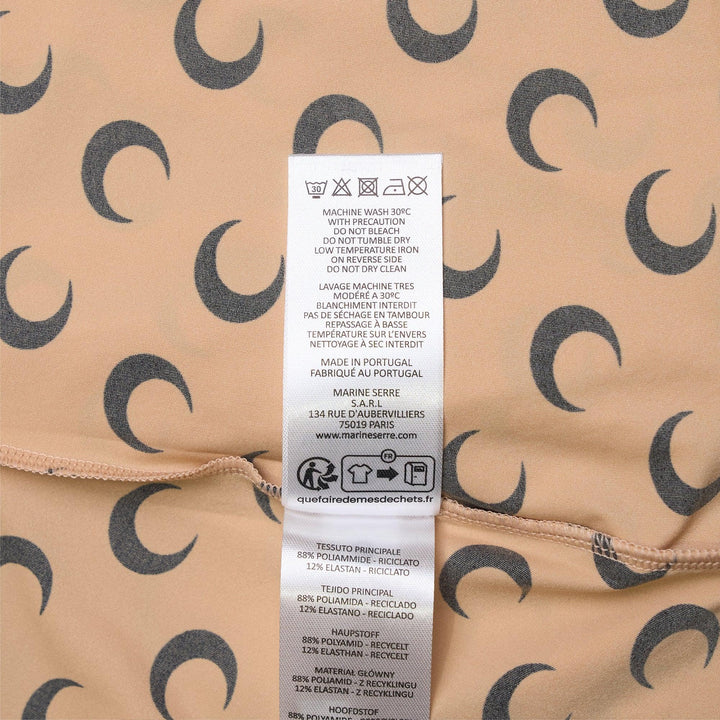 30
MACHINE WASH 30ºC
WITH PRECAUTION
DO NOT BLEACH
DO NOT TUMBLE DRY
LOW TEMPERATURE IRON
ON REVERSE SIDE
DO NOT DRY CLEAN
LAVAGE MACHINE TRES
MODÉRÉ A 30ºC
BLANCHIMENT INTERDIT
PAS DE SÉCHAGE EN TAMBOUR
REPASSAGE À BASSE
TEMPÉRATURE SUR L'ENVERS
NETTOYAGE À SEC INTERDIT
MADE IN PORTUGAL
FABRIQUÉ AU PORTUGAL
MARINE SERRE
S.A.R.L
134 RUE D'AUBERVILLIERS
75019 PARIS
www.marineserre.com
FR
quefairedemesdechets.fr
TESSUTO PRINCIPALE
88% POLIAMMIDE - RICICLATO
12% ELASTAN - RICICLATO
TEJIDO PRINCIPAL
88% POLIAMIDA - RECICLADO
12% ELASTANO - RECICLADO
HAUPSTOFF
88% POLYAMID - RECYCELT
12% ELASTHAN - RECYCELT
MATERIAŁ GŁÓWNY
88% POLIAMID - Z RECYKLINGU
12% ELASTAN - Z RECYKLINGU
HOOFDSTOF